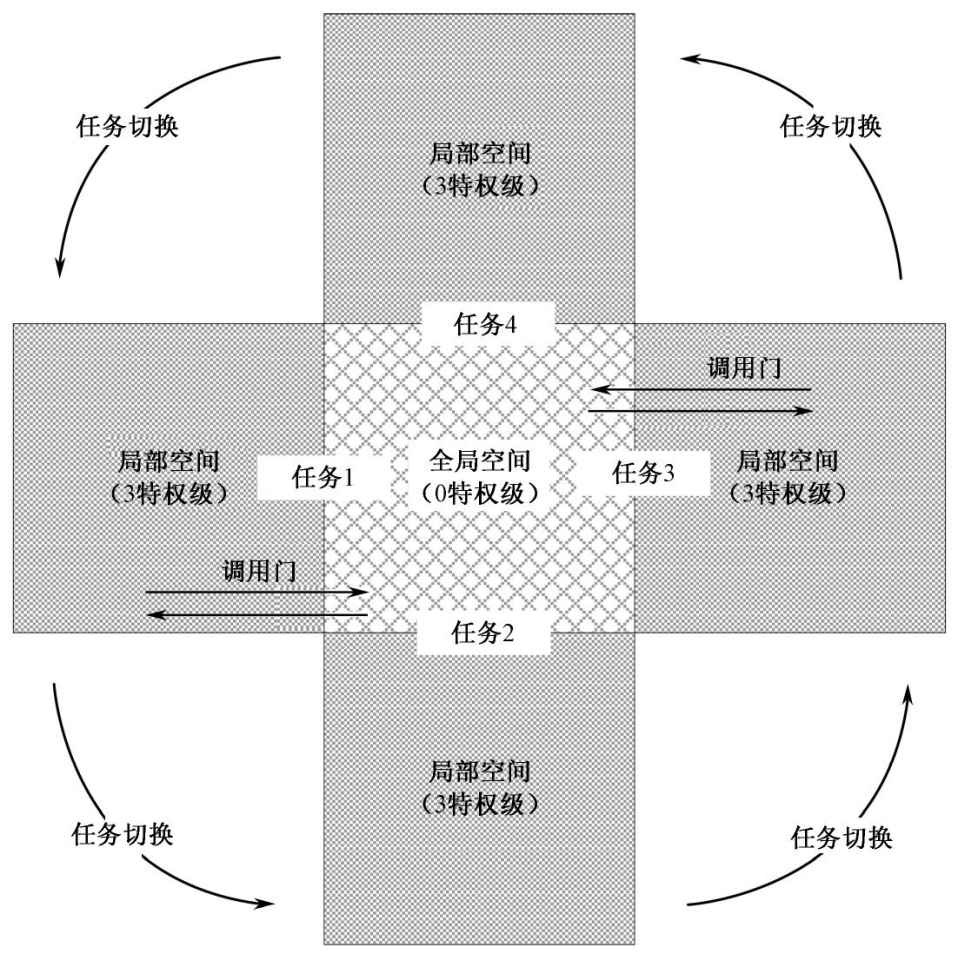 任务切换
任务切换
局部空间
（3特权级）
任务4
调用门
局部空间
（3特权级）
任务1
全局空间
（0特权级）
任务3
局部空间
（3特权级）
调用门
任务2
局部空间
（3特权级）
任务切换
任务切换